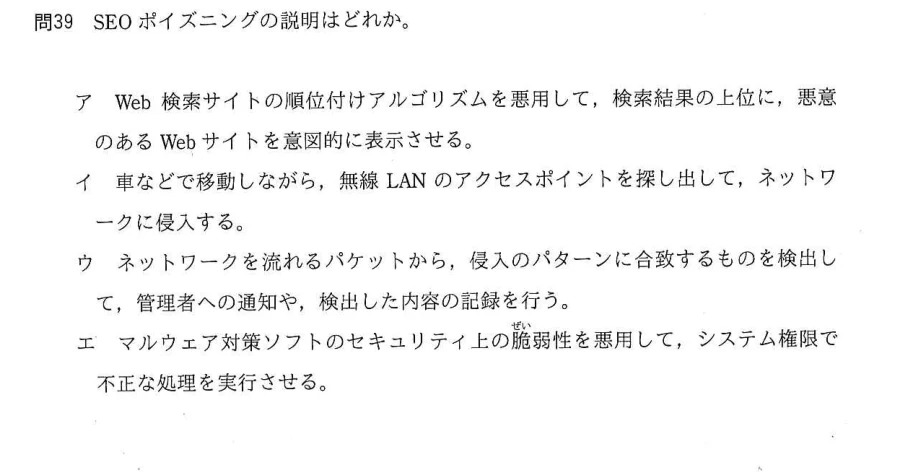 問39 SEO ポイズニングの説明はどれか。
ア Web 検索サイトの順位付けアルゴリズムを悪用して，検索結果の上位に，悪意
のある Web サイトを意図的に表示させる。
イ 車などで移動しながら，無線 LAN のアクセスポイントを探し出して，ネットワ
ークに侵入する。
ウ ネットワークを流れるパケットから，侵入のパターンに合致するものを検出し
て，管理者への通知や，検出した内容の記録を行う。
ぜい
エ マルウェア対策ソフトのセキュリティ上の脆弱性を悪用して，システム権限で
不正な処理を実行させる。